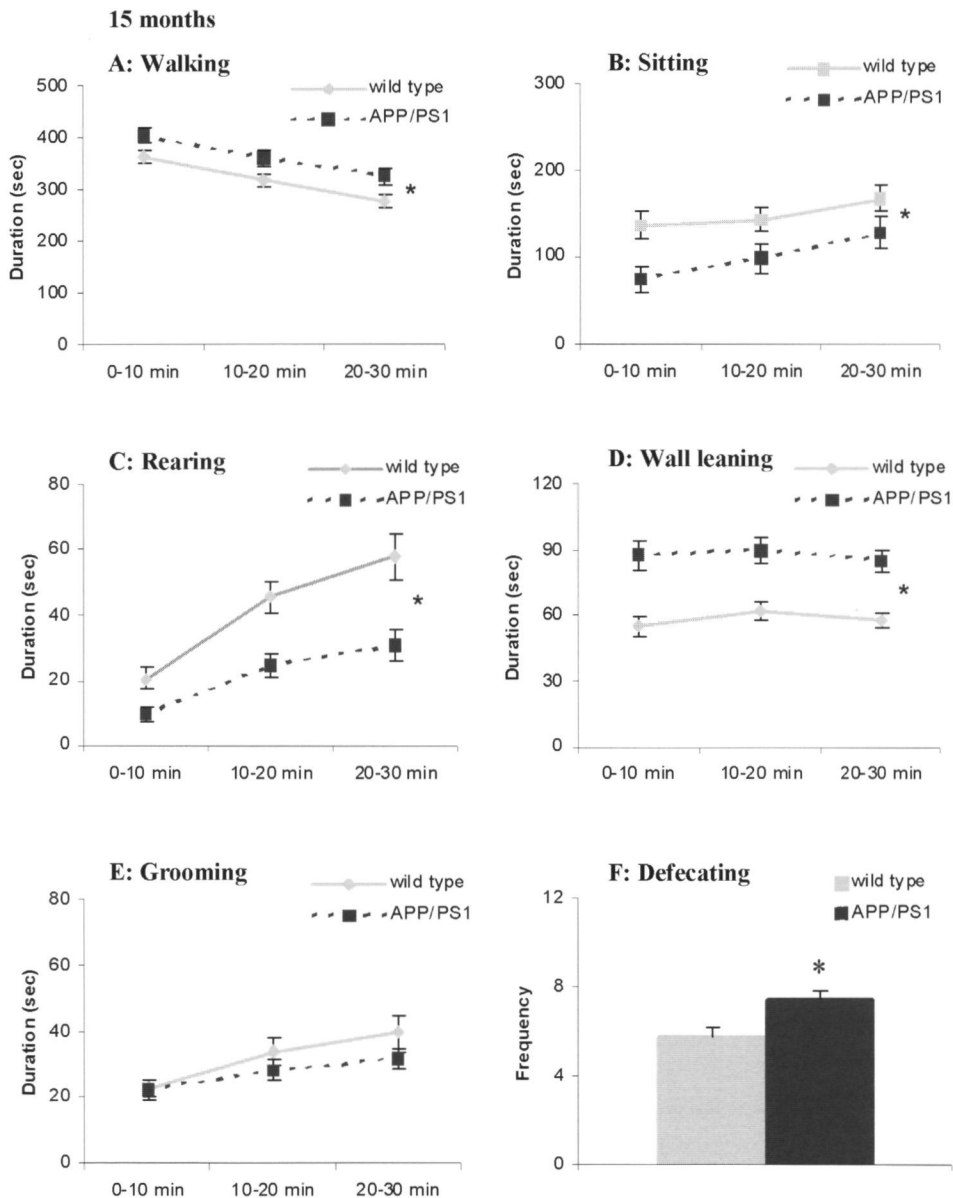 15 months
A: Walking
wild type
APP/PS1
Duration (sec)
500
400
300
200
100
0
*
0-10 min 10-20 min 20-30 min
B: Sitting
wild type
APP/PS1
Duration (sec)
300
200
100
0
*
0-10 min 10-20 min 20-30 min
C: Rearing
wild type
APP/PS1
Duration (sec)
80
60
40
20
0
*
0-10 min 10-20 min 20-30 min
D: Wall leaning
wild type
APP/PS1
Duration (sec)
120
90
60
30
0
*
0-10 min 10-20 min 20-30 min
E: Grooming
wild type
APP/PS1
Duration (sec)
80
60
40
20
0
0-10 min 10-20 min 20-30 min
F: Defecating
wild type
APP/PS1
Frequency
12
8
4
0
*